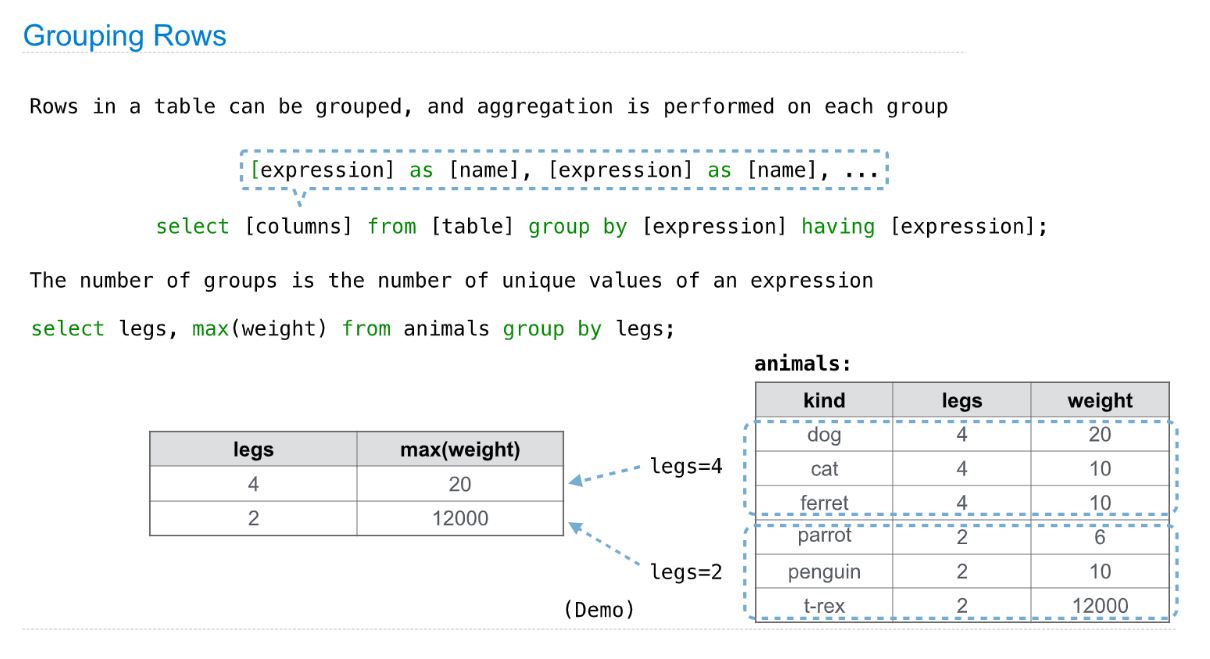 Grouping Rows
Rows in a table can be grouped, and aggregation is performed on each group
[expression] as [name], [expression] as [name], ...
select [columns] from [table] group by [expression] having [expression];
The number of groups is the number of unique values of an expression
select legs, max(weight) from animals group by legs;
animals:
kind legs weight
dog 4 20
cat 4 10
ferret 4 10
parrot 2 6
penguin 2 10
t-rex 2 12000
legs max(weight)
4 20
2 12000
legs=4
legs=2
(Demo)